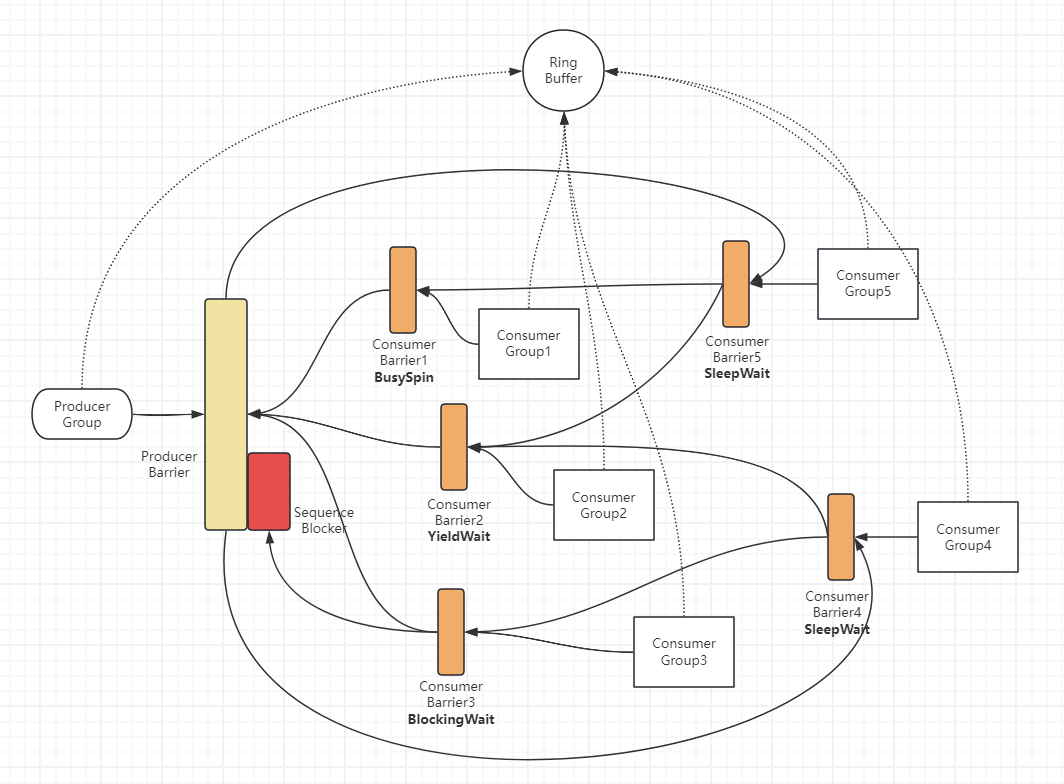 Ring
Buffer
Consumer
Group5
Consumer
Barrier1
BusySpin
Consumer
Group1
Consumer
Barrier5
SleepWait
Producer
Group
Producer
Barrier
Sequence
Blocker
Consumer
Barrier2
YieldWait
Consumer
Group2
Consumer
Group4
Consumer
Barrier4
SleepWait
Consumer
Group3
Consumer
Barrier3
BlockingWait